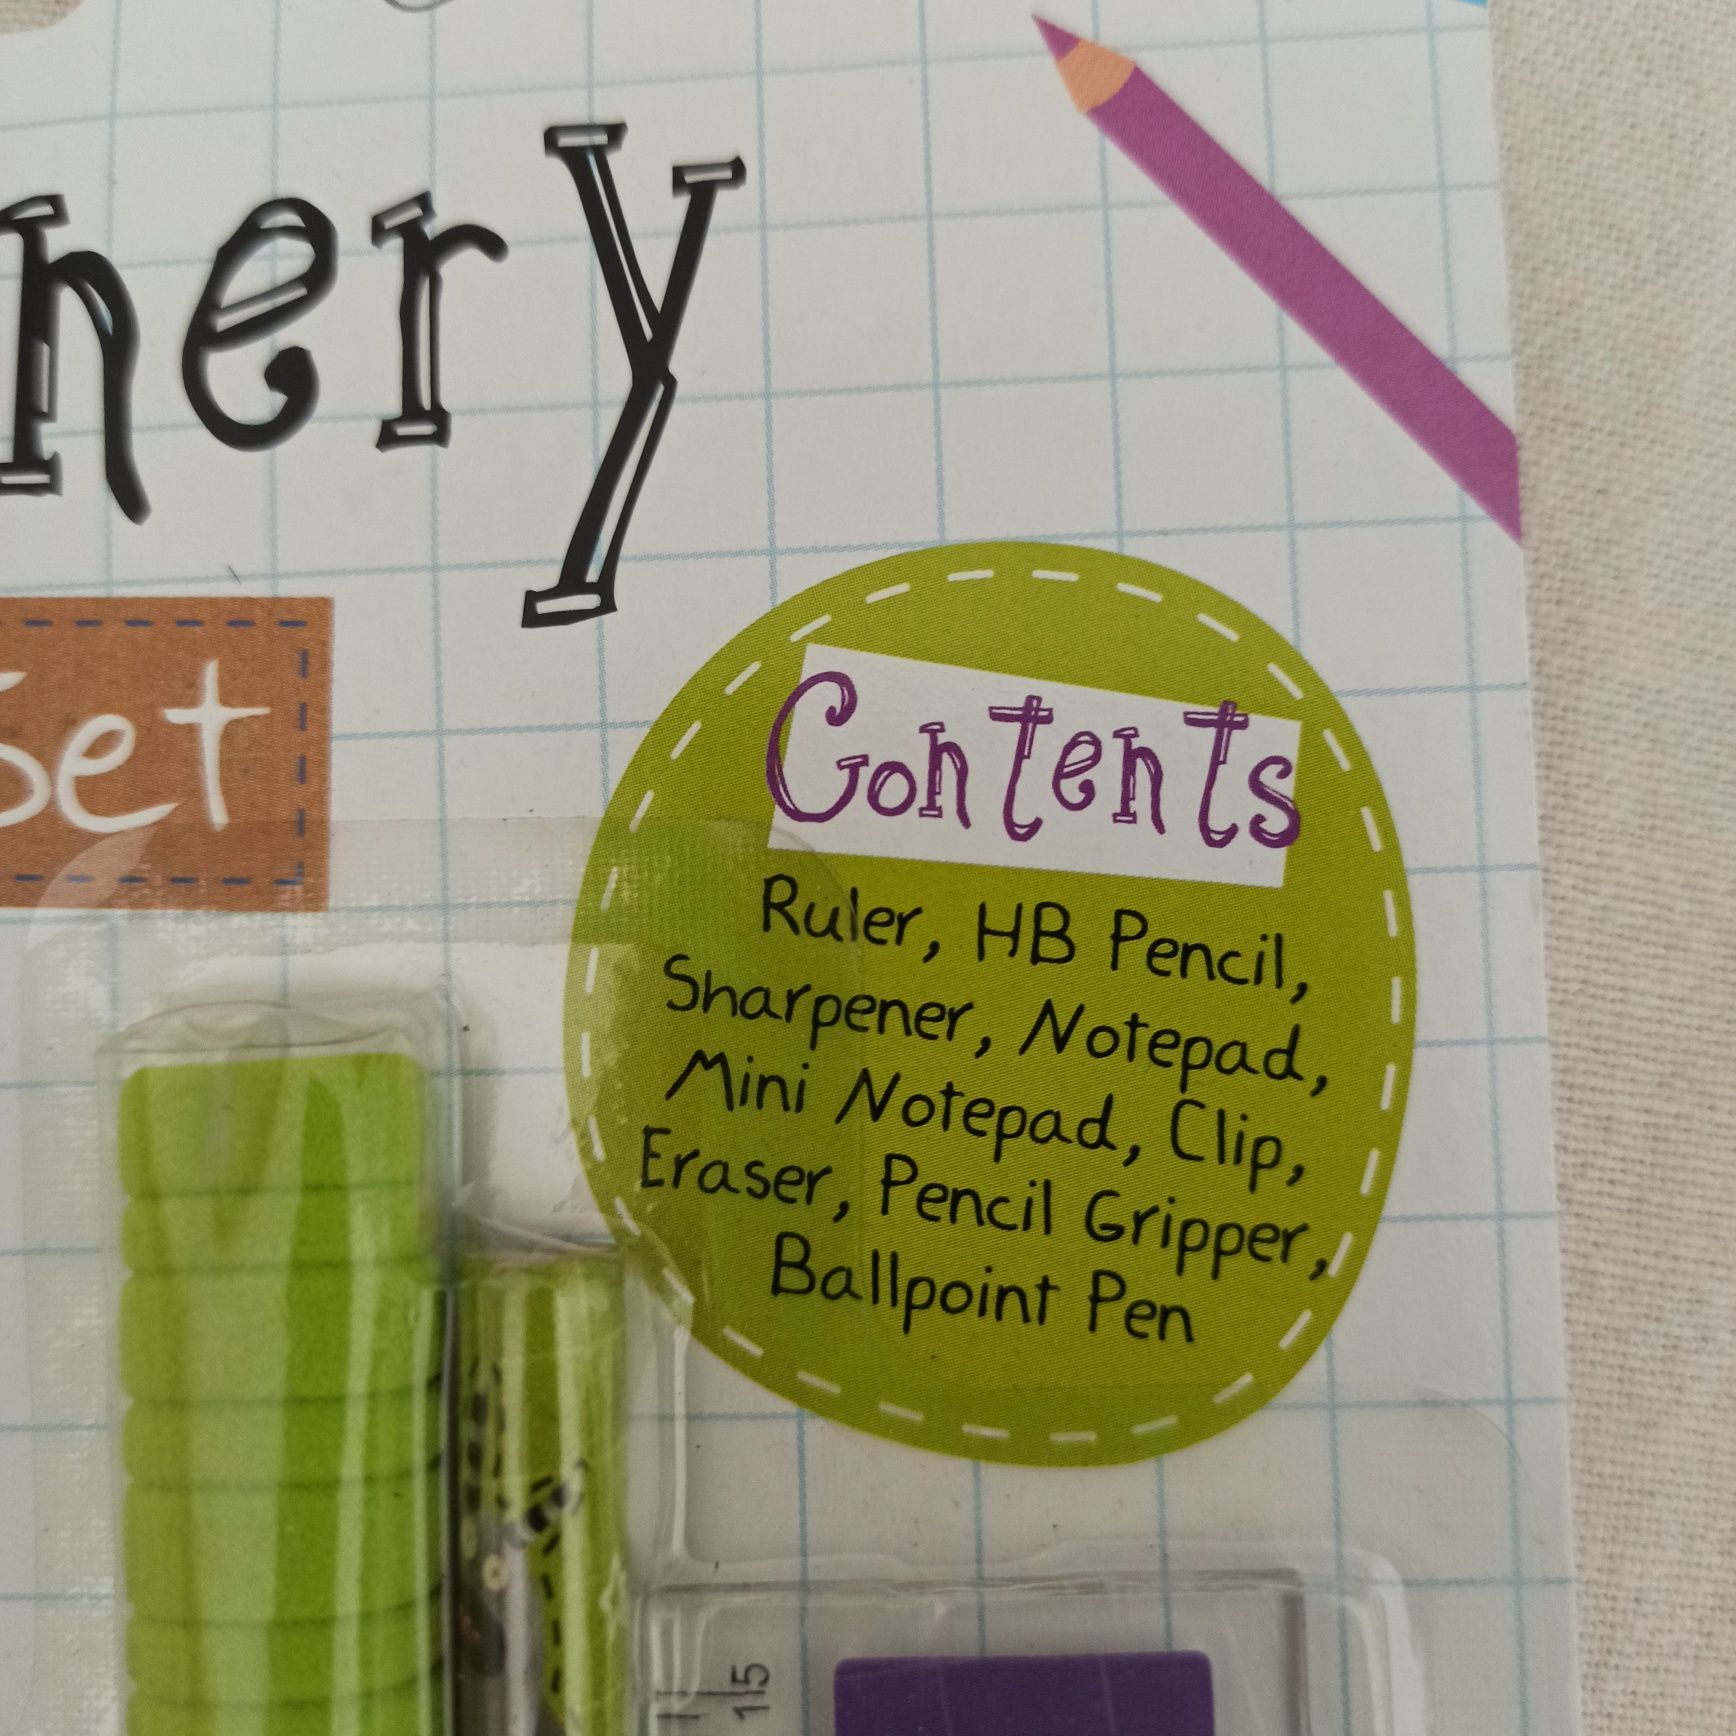 nery
Set
Contents
Ruler, HB Pencil,
Sharpener, Notepad,
Mini Notepad, Clip,
Eraser, Pencil Gripper,
Ballpoint Pen
15